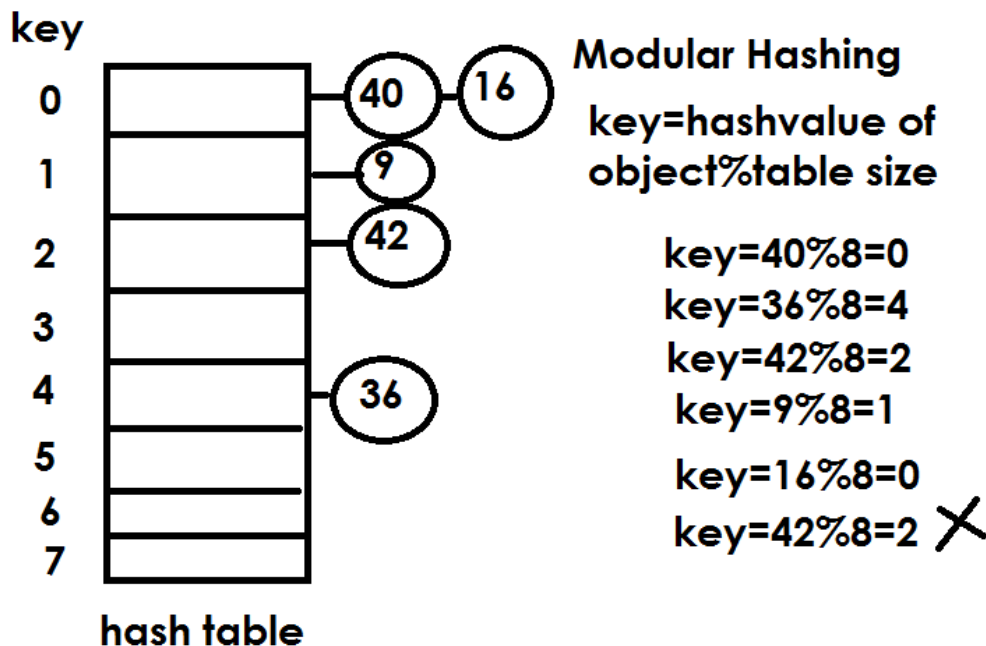 key
0
1
2
3
4
5
6
7
40
16
9
42
36
hash table
Modular Hashing
key=hashvalue of
object%table size
key=40%8=0
key=36%8=4
key=42%8=2
key=9%8=1
key=16%8=0
key=42%8=2